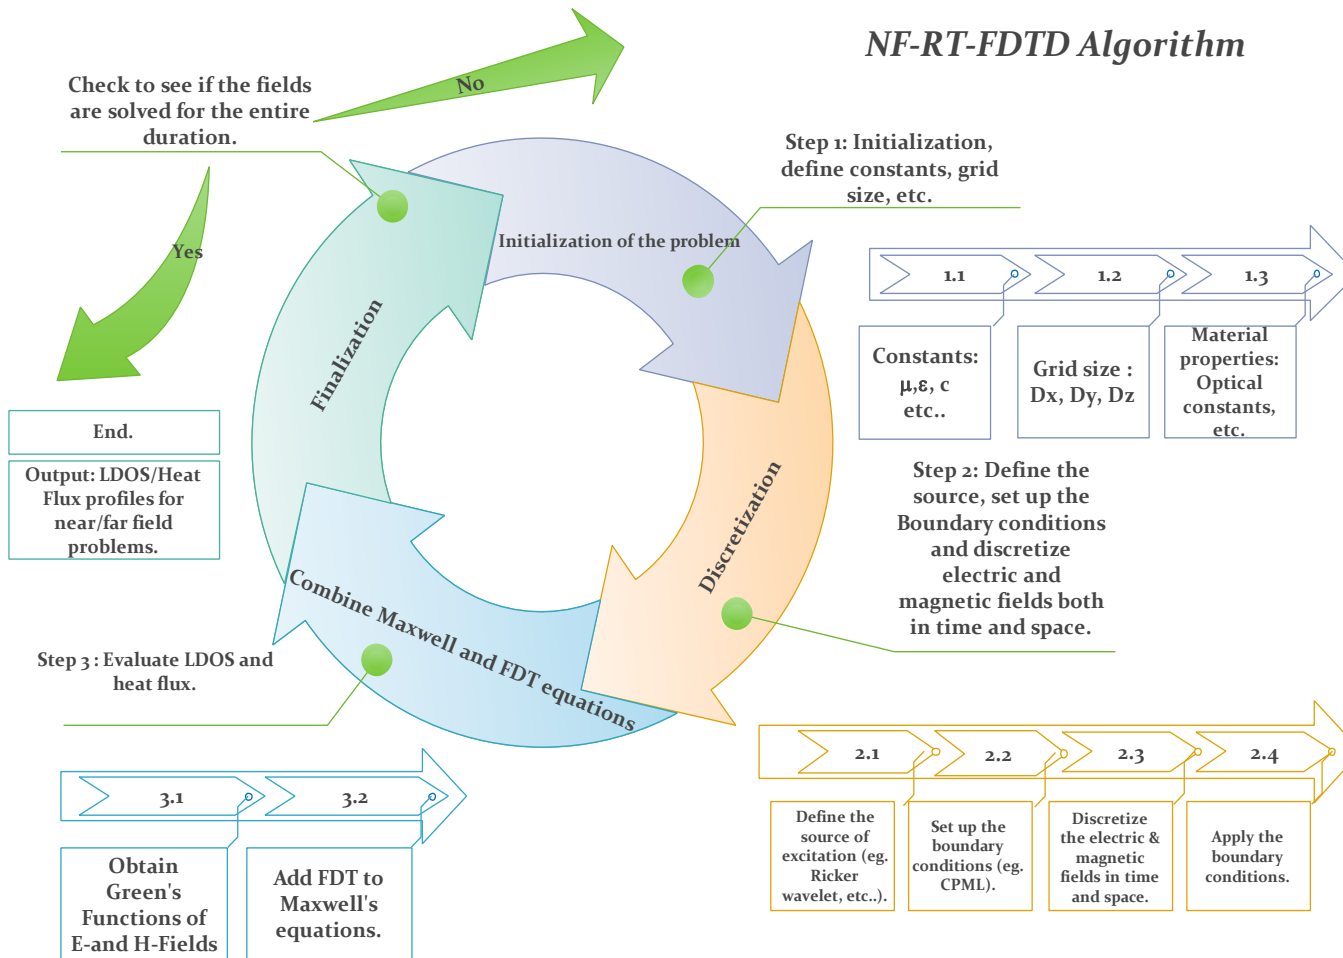 NF-RT-FDTD Algorithm
No
Check to see if the fields
are solved for the entire
duration.
Yes
Step 1: Initialization,
define constants, grid
size, etc.
Initialization of the problem
1.1
1.2
1.3
Constants:
μ,ε, c
etc..
Grid size :
Dx, Dy, Dz
Material
properties:
Optical
constants,
etc.
Finalization
End.
Output: LDOS/Heat
Flux profiles for
near/far field
problems.
Discretization
Step 2: Define the
source, set up the
Boundary conditions
and discretize
electric and
magnetic fields both
in time and space.
Combine Maxwell and FDT equations
Step 3 : Evaluate LDOS and
heat flux.
2.1
2.2
2.3
2.4
Define the
source of
excitation (eg.
Ricker
wavelet, etc..).
Set up the
boundary
conditions (eg.
CPML).
Discretize
the electric &
magnetic
fields in time
and space.
Apply the
boundary
conditions.
3.1
3.2
Obtain
Green's
Functions of
E-and H-Fields
Add FDT to
Maxwell's
equations.